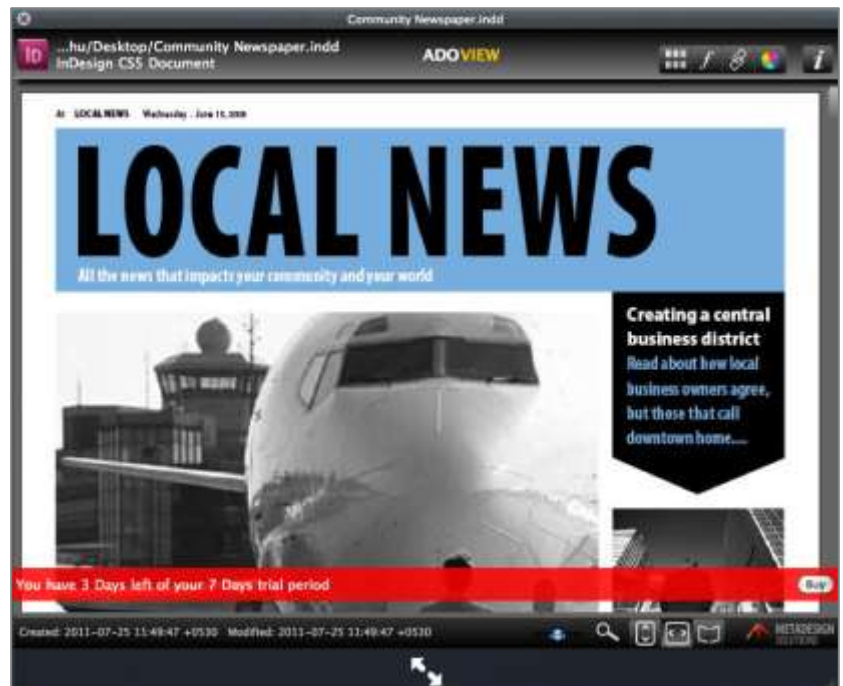 Community Newspaper.indd
ID
...hu/Desktop/Community Newspaper.indd
InDesign CS5 Document
ADOVIEW
f
i
LOCAL NEWS
LOCAL NEWS
All the news that impacts your community and your world
Creating a central
business district
Read about how local
business owners agree,
but those that call
downtown home....
You have 3 Days left of your 7 Days trial period
Buy
Created: 2011-07-25 11:49:47 +0530 Modified: 2011-07-25 11:49:47 +0530
METADESIGN
SOLUTIONS